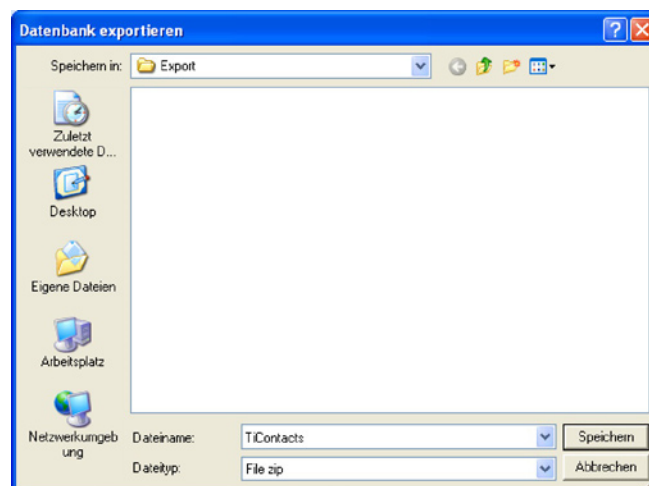 Datenbank exportieren
Speichern in: Export
Zuletzt
verwendete D...
Desktop
Eigene Dateien
Arbeitsplatz
Netzwerkumgeb
ung
Dateiname: TiContacts Speichern
Dateityp: File zip Abbrechen